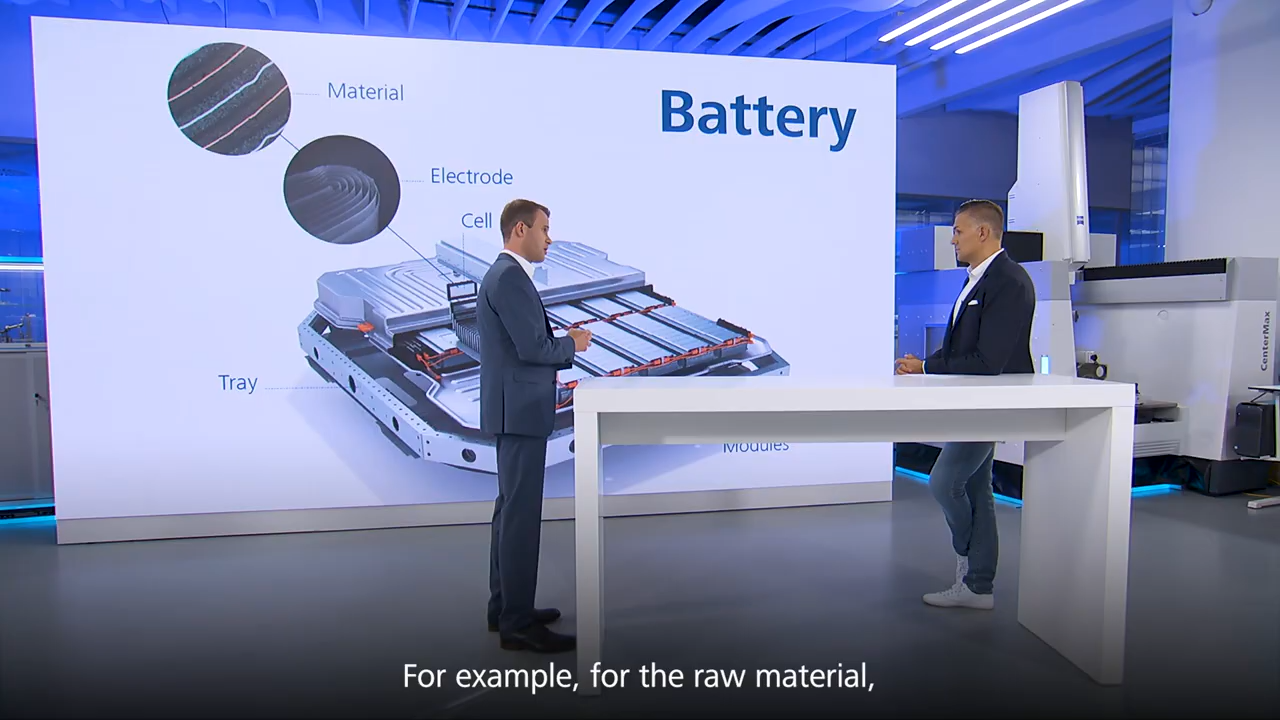 Battery
Material
Electrode
Cell
Tray
Modules
CenterMax
For example, for the raw material,